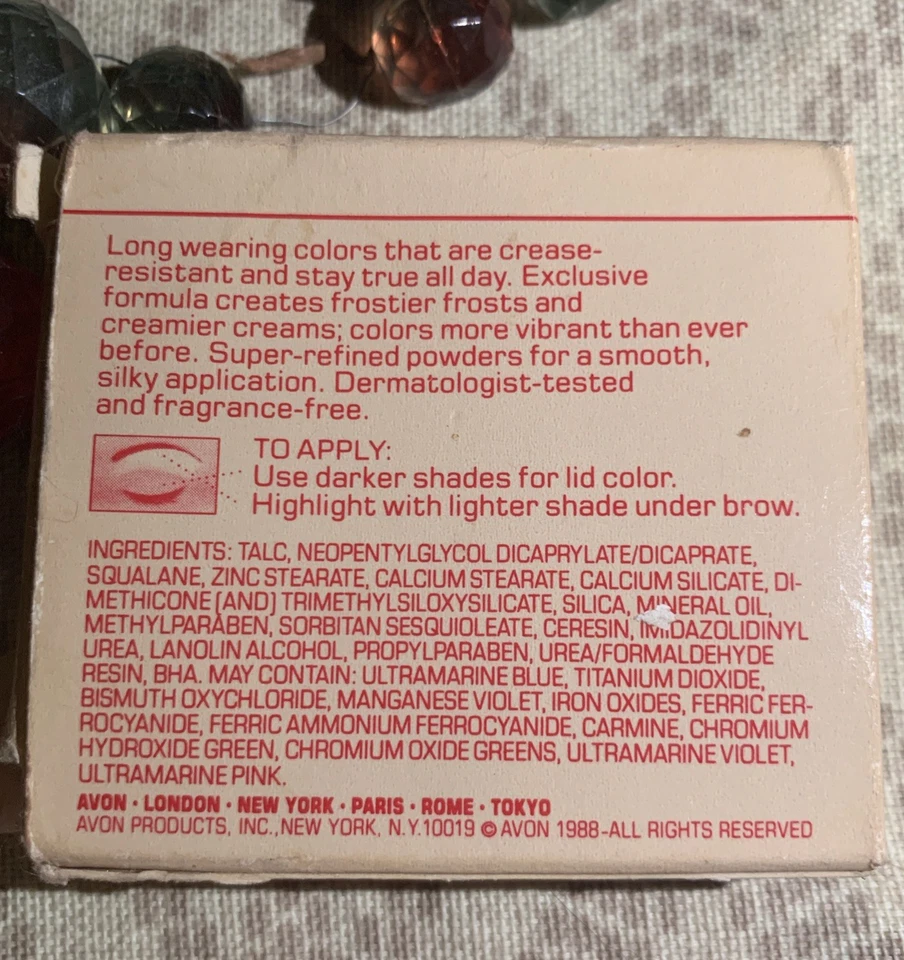 Long wearing colors that are crease-
resistant and stay true all day. Exclusive
formula creates frostier frosts and
creamier creams; colors more vibrant than ever
before. Super-refined powders for a smooth,
silky application. Dermatologist-tested
and fragrance-free.
TO APPLY:
Use darker shades for lid color.
Highlight with lighter shade under brow.
INGREDIENTS: TALC, NEOPENTYLGLYCOL DICAPRYLATE/DICAPRATE,
SQUALANE, ZINC STEARATE, CALCIUM STEARATE, CALCIUM SILICATE, DI-
METHICONE (AND) TRIMETHYLSILOXYSILICATE, SILICA, MINERAL OIL,
METHYLPARABEN, SORBITAN SESQUIOLEATE, CERESIN, IMIDAZOLIDINYL
UREA, LANOLIN ALCOHOL, PROPYLPARABEN, UREA/FORMALDEHYDE
RESIN, BHA. MAY CONTAIN: ULTRAMARINE BLUE, TITANIUM DIOXIDE,
BISMUTH OXYCHLORIDE, MANGANESE VIOLET, IRON OXIDES, FERRIC FER-
ROCYANIDE, FERRIC AMMONIUM FERROCYANIDE, CARMINE, CHROMIUM
HYDROXIDE GREEN, CHROMIUM OXIDE GREENS, ULTRAMARINE VIOLET,
ULTRAMARINE PINK.
AVON · LONDON · NEW YORK · PARIS · ROME · TOKYO
AVON PRODUCTS, INC., NEW YORK, N.Y. 10019 © AVON 1988-ALL RIGHTS RESERVED